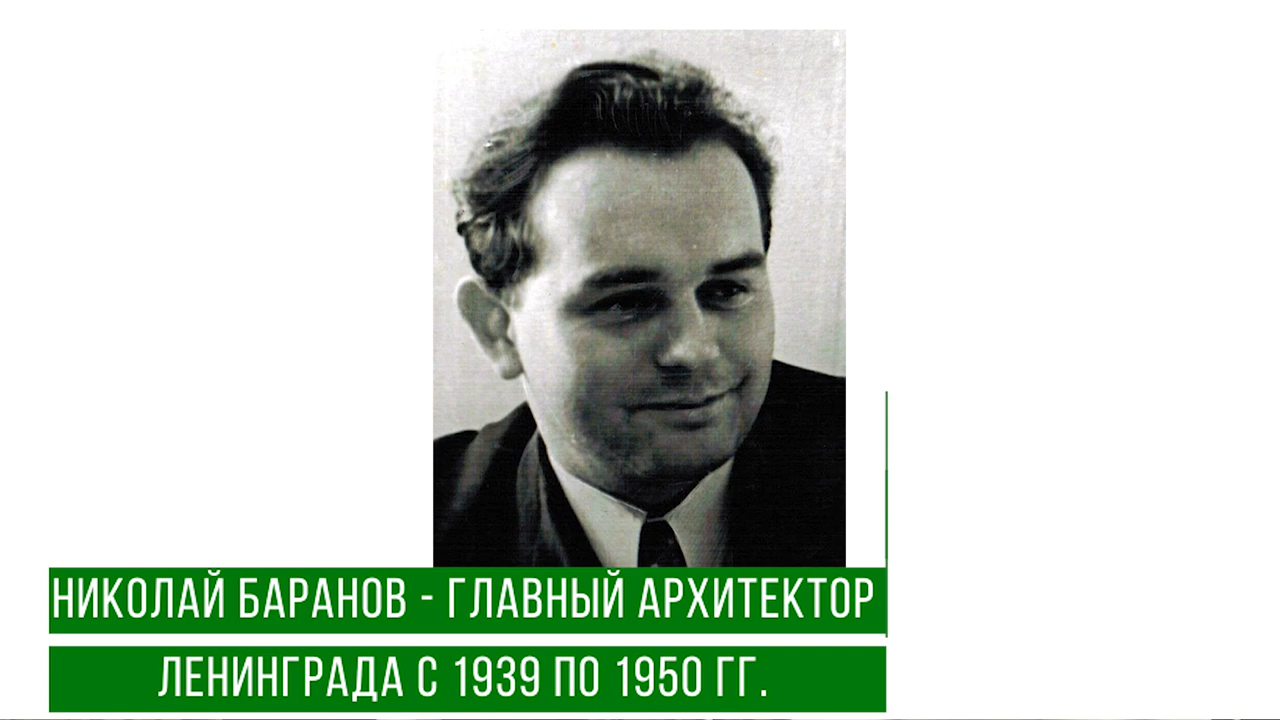 НИКОЛАЙ БАРАНОВ - ГЛАВНЫЙ АРХИТЕКТОР
ЛЕНИНГРАДА С 1939 ПО 1950 ГГ.